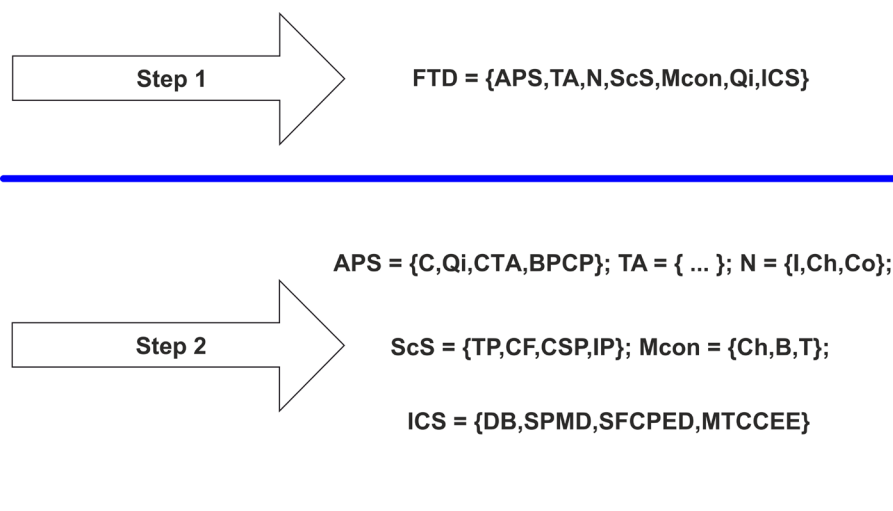 Step 1
FTD = {APS,TA,N,ScS,Mcon,Qi,ICS}
APS = {C,Qi,CTA,BPCP}; TA = { ... }; N = {I,Ch,Co};
Step 2
ScS = {TP,CF,CSP,IP}; Mcon = {Ch,B,T};
ICS = {DB,SPMD,SFCPED,MTCCEE}